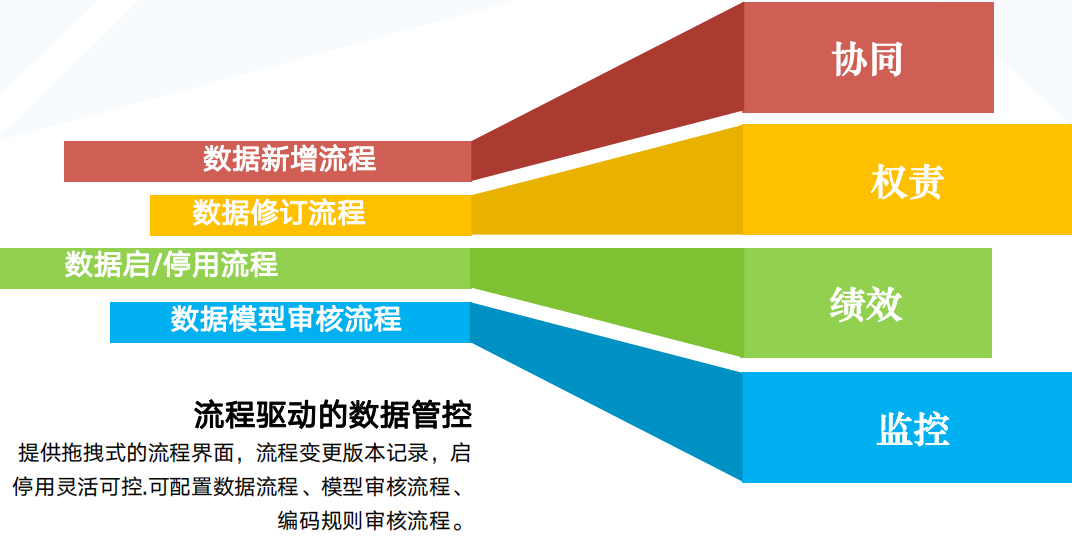 协同
数据新增流程
权责
数据修订流程
数据启/停用流程
绩效
数据模型审核流程
监控
流程驱动的数据管控
提供拖拽式的流程界面，流程变更版本记录，启
停用灵活可控.可配置数据流程、模型审核流程、
编码规则审核流程。